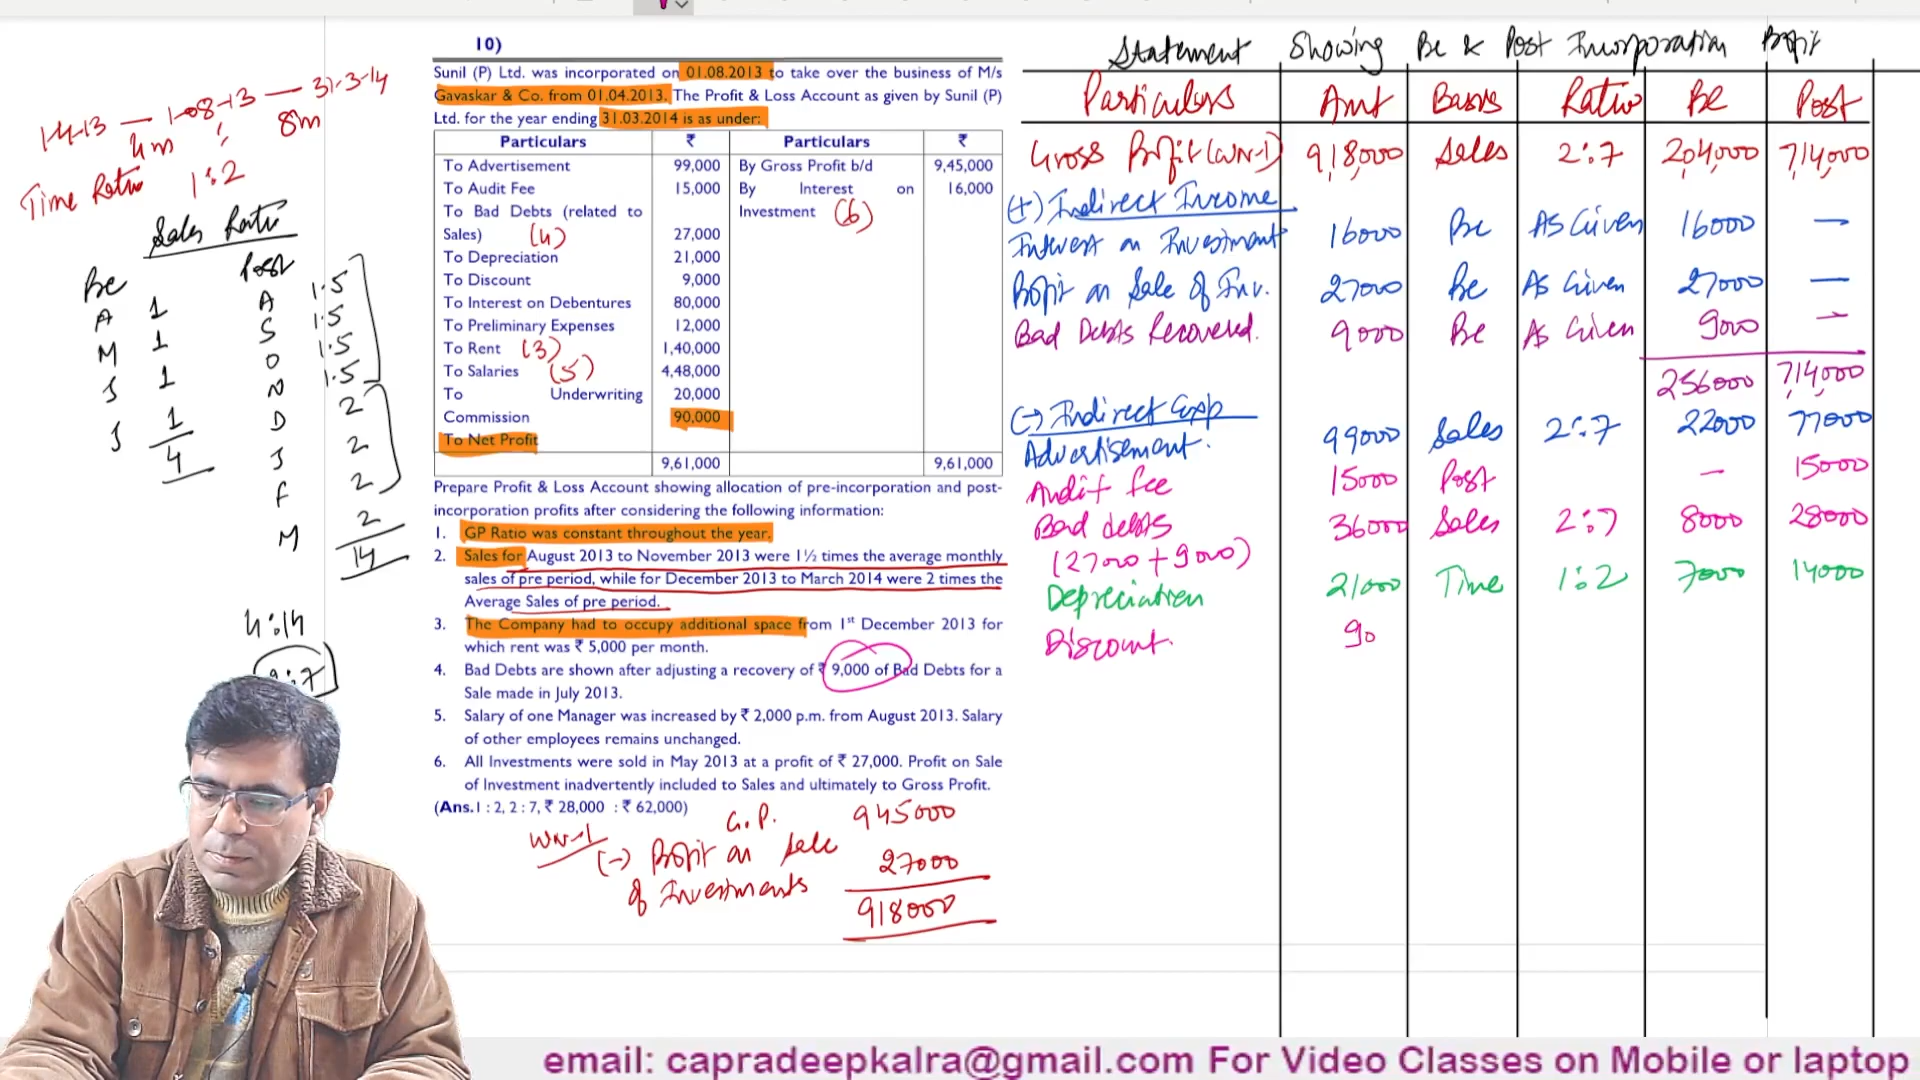 10)
Sunil (P) Ltd. was incorporated on 01.08.2013 to take over the business of M/s
Gavaskar & Co. from 01.04.2013. The Profit & Loss Account as given by Sunil (P)
Ltd. for the year ending 31.03.2014 is as under:
Particulars ₹ Particulars ₹
To Advertisement 99,000 By Gross Profit b/d 9,45,000
To Audit Fee 15,000 By Interest on 16,000
To Bad Debts (related to Investment (6)
Sales) (4) 27,000
To Depreciation 21,000
To Discount 9,000
To Interest on Debentures 80,000
To Preliminary Expenses 12,000
To Rent (3) 1,40,000
To Salaries (5) 4,48,000
To Underwriting 20,000
Commission 90,000
To Net Profit
9,61,000 9,61,000
Prepare Profit & Loss Account showing allocation of pre-incorporation and post-
incorporation profits after considering the following information:
1. GP Ratio was constant throughout the year.
2. Sales for August 2013 to November 2013 were 1½ times the average monthly
sales of pre period, while for December 2013 to March 2014 were 2 times the
Average Sales of pre period.
3. The Company had to occupy additional space from 1st December 2013 for
which rent was ₹ 5,000 per month.
4. Bad Debts are shown after adjusting a recovery of ₹ 9,000 of Bad Debts for a
Sale made in July 2013.
5. Salary of one Manager was increased by ₹ 2,000 p.m. from August 2013. Salary
of other employees remains unchanged.
6. All Investments were sold in May 2013 at a profit of ₹ 27,000. Profit on Sale
of Investment inadvertently included to Sales and ultimately to Gross Profit.
(Ans.1 : 2, 2 : 7, ₹ 28,000 : ₹ 62,000)
WN-1 G.P. 945000
(-) Profit on Sale 27000
of Investments
918000
1-4-13 — 1-08-13 — 31-3-14
4m : 8m
Time Ratio 1:2
Sales Ratio
Be Post
A 1 A 1.5
M 1 S 1.5
J 1 O 1.5
J 1 N 1.5
4 D 2
J 2
F 2
M 2
14
4:14
Statement Showing Be & Post Incorporation Profit
Particulars Amt Basis Ratio Be Post
Gross Profit (WN-1) 918000 Sales 2:7 204000 714000
(+) Indirect Income
Interest on Investment 16000 Be As Given 16000 —
Profit on Sale of Inv. 27000 Be As Given 27000 —
Bad Debts Recovered. 9000 Be As Given 9000 —
256000 714000
(-) Indirect Exp
Advertisement. 99000 Sales 2:7 22000 77000
Audit fee 15000 Post — 15000
Bad debts 36000 Sales 2:7 8000 28000
(27000 + 9000)
Depreciation 21000 Time 1:2 7000 14000
Discount. 90
email: capradeepkalra@gmail.com For Video Classes on Mobile or laptop